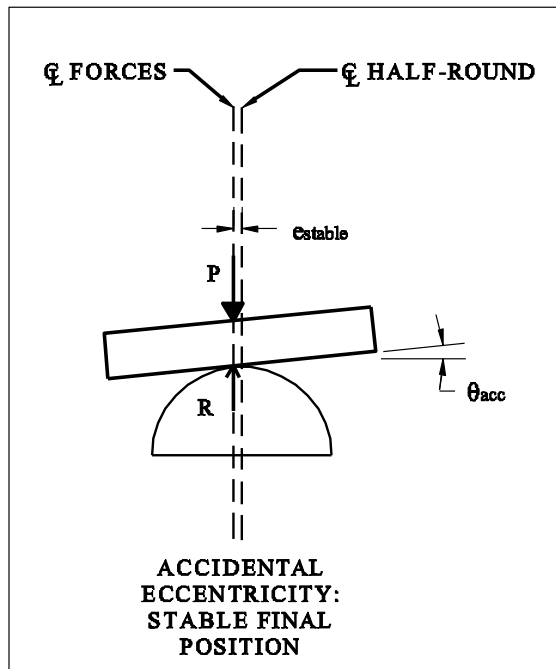 ℄ FORCES
℄ HALF-ROUND
estable
P
R
θacc
ACCIDENTAL
ECCENTRICITY:
STABLE FINAL
POSITION